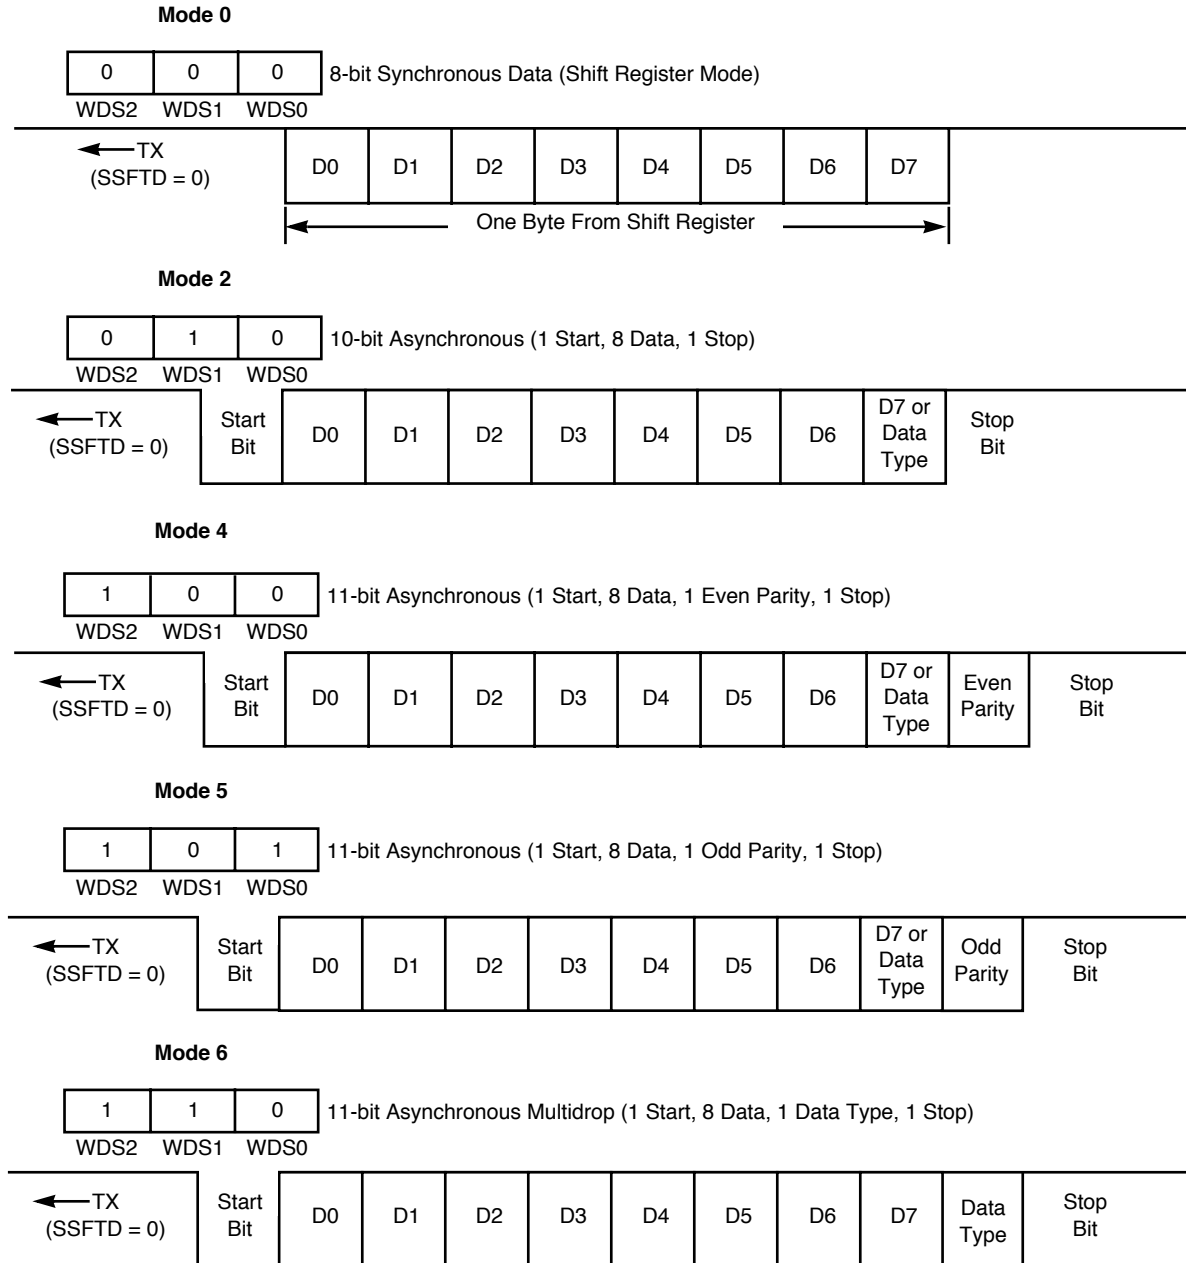 Mode 0
0 0 0 8-bit Synchronous Data (Shift Register Mode)
WDS2 WDS1 WDS0
TX
(SSFTD = 0)
D0 D1 D2 D3 D4 D5 D6 D7
One Byte From Shift Register
Mode 2
0 1 0 10-bit Asynchronous (1 Start, 8 Data, 1 Stop)
WDS2 WDS1 WDS0
TX
(SSFTD = 0)
Start
Bit
D0 D1 D2 D3 D4 D5 D6
D7 or
Data
Type
Stop
Bit
Mode 4
1 0 0 11-bit Asynchronous (1 Start, 8 Data, 1 Even Parity, 1 Stop)
WDS2 WDS1 WDS0
TX
(SSFTD = 0)
Start
Bit
D0 D1 D2 D3 D4 D5 D6
D7 or
Data
Type
Even
Parity
Stop
Bit
Mode 5
1 0 1 11-bit Asynchronous (1 Start, 8 Data, 1 Odd Parity, 1 Stop)
WDS2 WDS1 WDS0
TX
(SSFTD = 0)
Start
Bit
D0 D1 D2 D3 D4 D5 D6
D7 or
Data
Type
Odd
Parity
Stop
Bit
Mode 6
1 1 0 11-bit Asynchronous Multidrop (1 Start, 8 Data, 1 Data Type, 1 Stop)
WDS2 WDS1 WDS0
TX
(SSFTD = 0)
Start
Bit
D0 D1 D2 D3 D4 D5 D6 D7
Data
Type
Stop
Bit